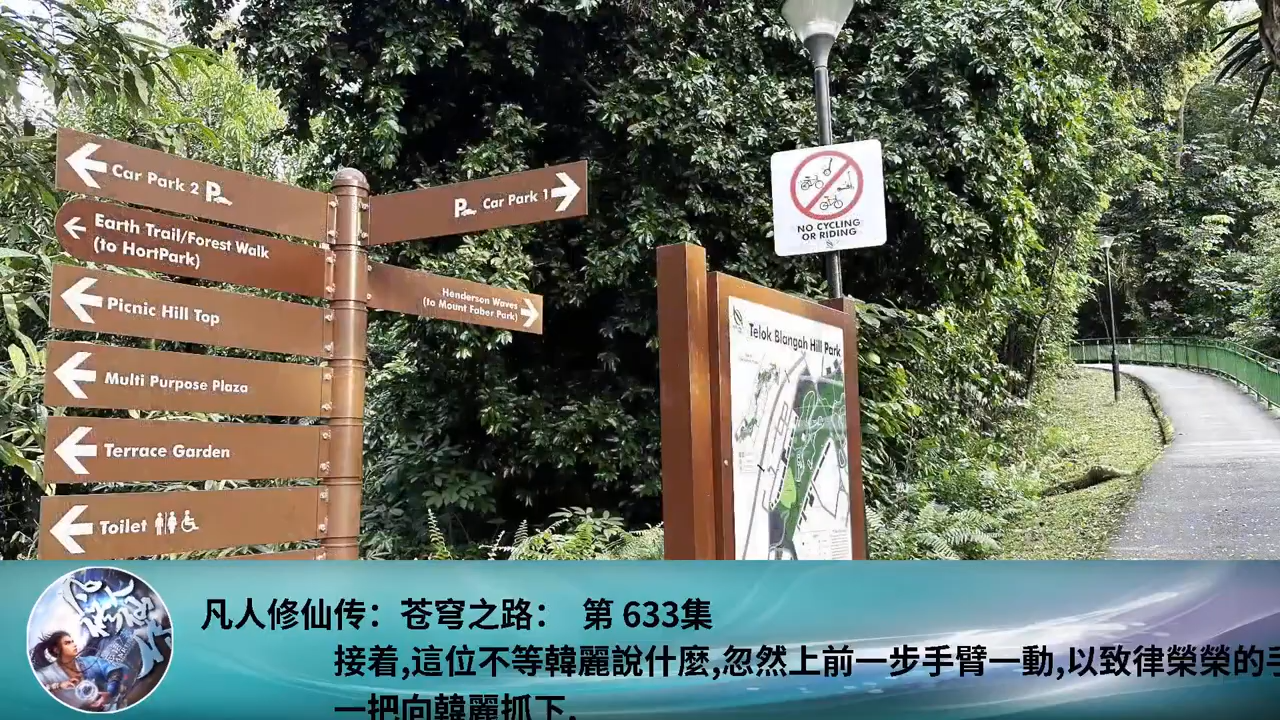 Car Park 2
Earth Trail/Forest Walk
(to HortPark)
Picnic Hill Top
Multi Purpose Plaza
Terrace Garden
Toilet
Car Park 1
Henderson Waves
(to Mount Faber Park)
NO CYCLING
OR RIDING
Telok Blangah Hill Park
凡人修仙传：苍穹之路： 第 633集
接着,這位不等韓麗說什麼,忽然上前一步手臂一動,以致律榮榮的手
一把向韓麗抓下.